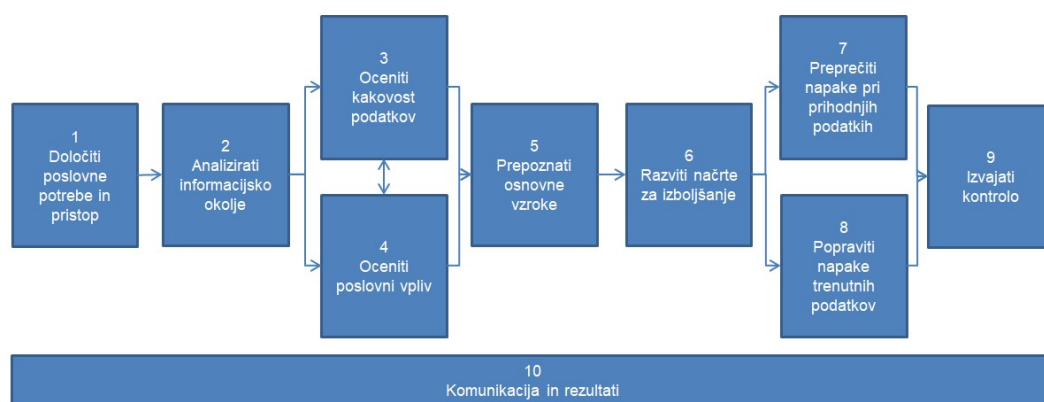 1
Določiti
poslovne
potrebe in
pristop
2
Analizirati
informacijsko
okolje
3
Oceniti
kakovost
podatkov
4
Oceniti
poslovni vpliv
5
Prepoznati
osnovne
vzroke
6
Razviti načrte
za izboljšanje
7
Preprečiti
napake pri
prihodnjih
podatkih
8
Popraviti
napake
trenutnih
podatkov
9
Izvajati
kontrolo
10
Komunikacija in rezultati